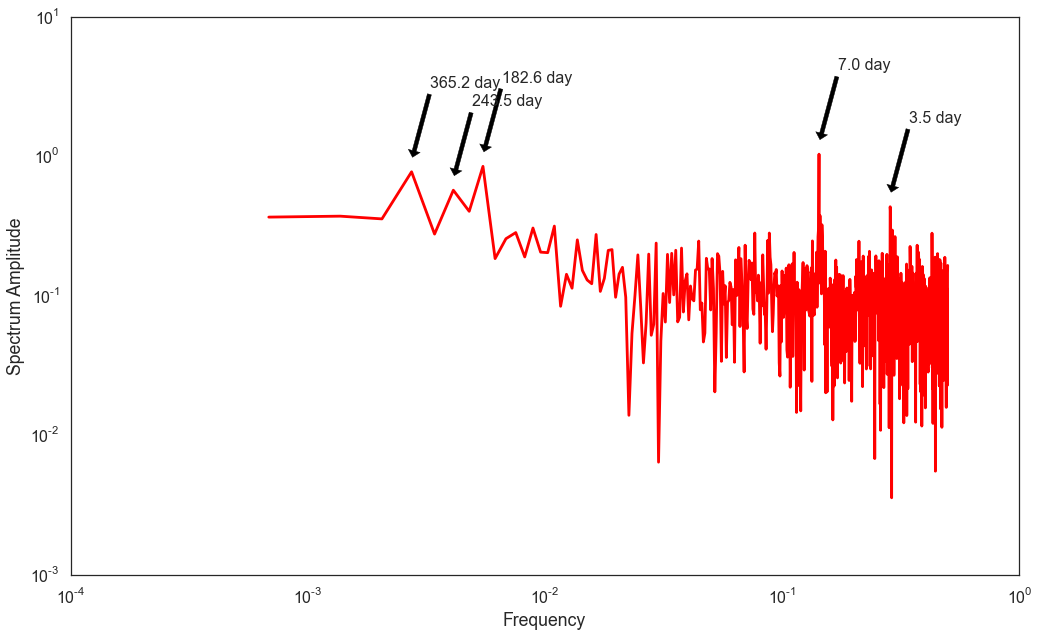 10^1
10^0
10^-1
10^-2
10^-3
Spectrum Amplitude
365.2 day
182.6 day
243.5 day
7.0 day
3.5 day
10^-4
10^-3
10^-2
10^-1
10^0
Frequency